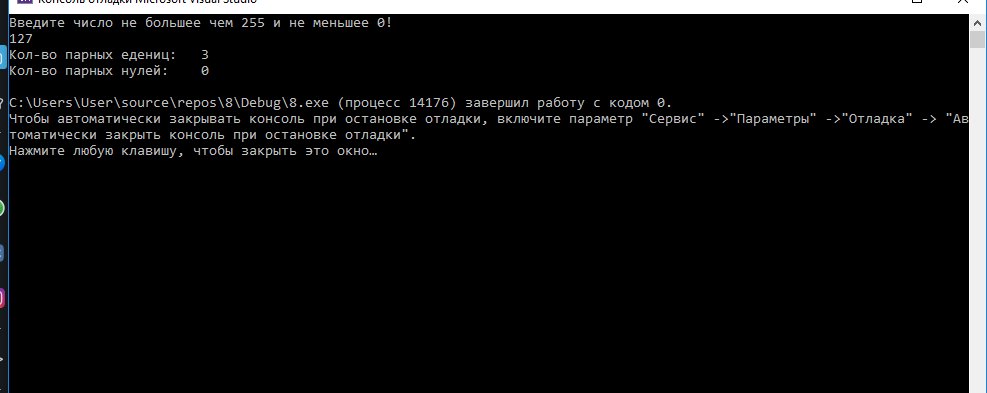 Консоль отладки Microsoft Visual Studio
Введите число не большее чем 255 и не меньшее 0!
127
Кол-во парных едениц:   3
Кол-во парных нулей:    0
C:\Users\User\source\repos\8\Debug\8.exe (процесс 14176) завершил работу с кодом 0.
Чтобы автоматически закрывать консоль при остановке отладки, включите параметр "Сервис" ->"Параметры" ->"Отладка" -> "Ав
томатически закрыть консоль при остановке отладки".
Нажмите любую клавишу, чтобы закрыть это окно…